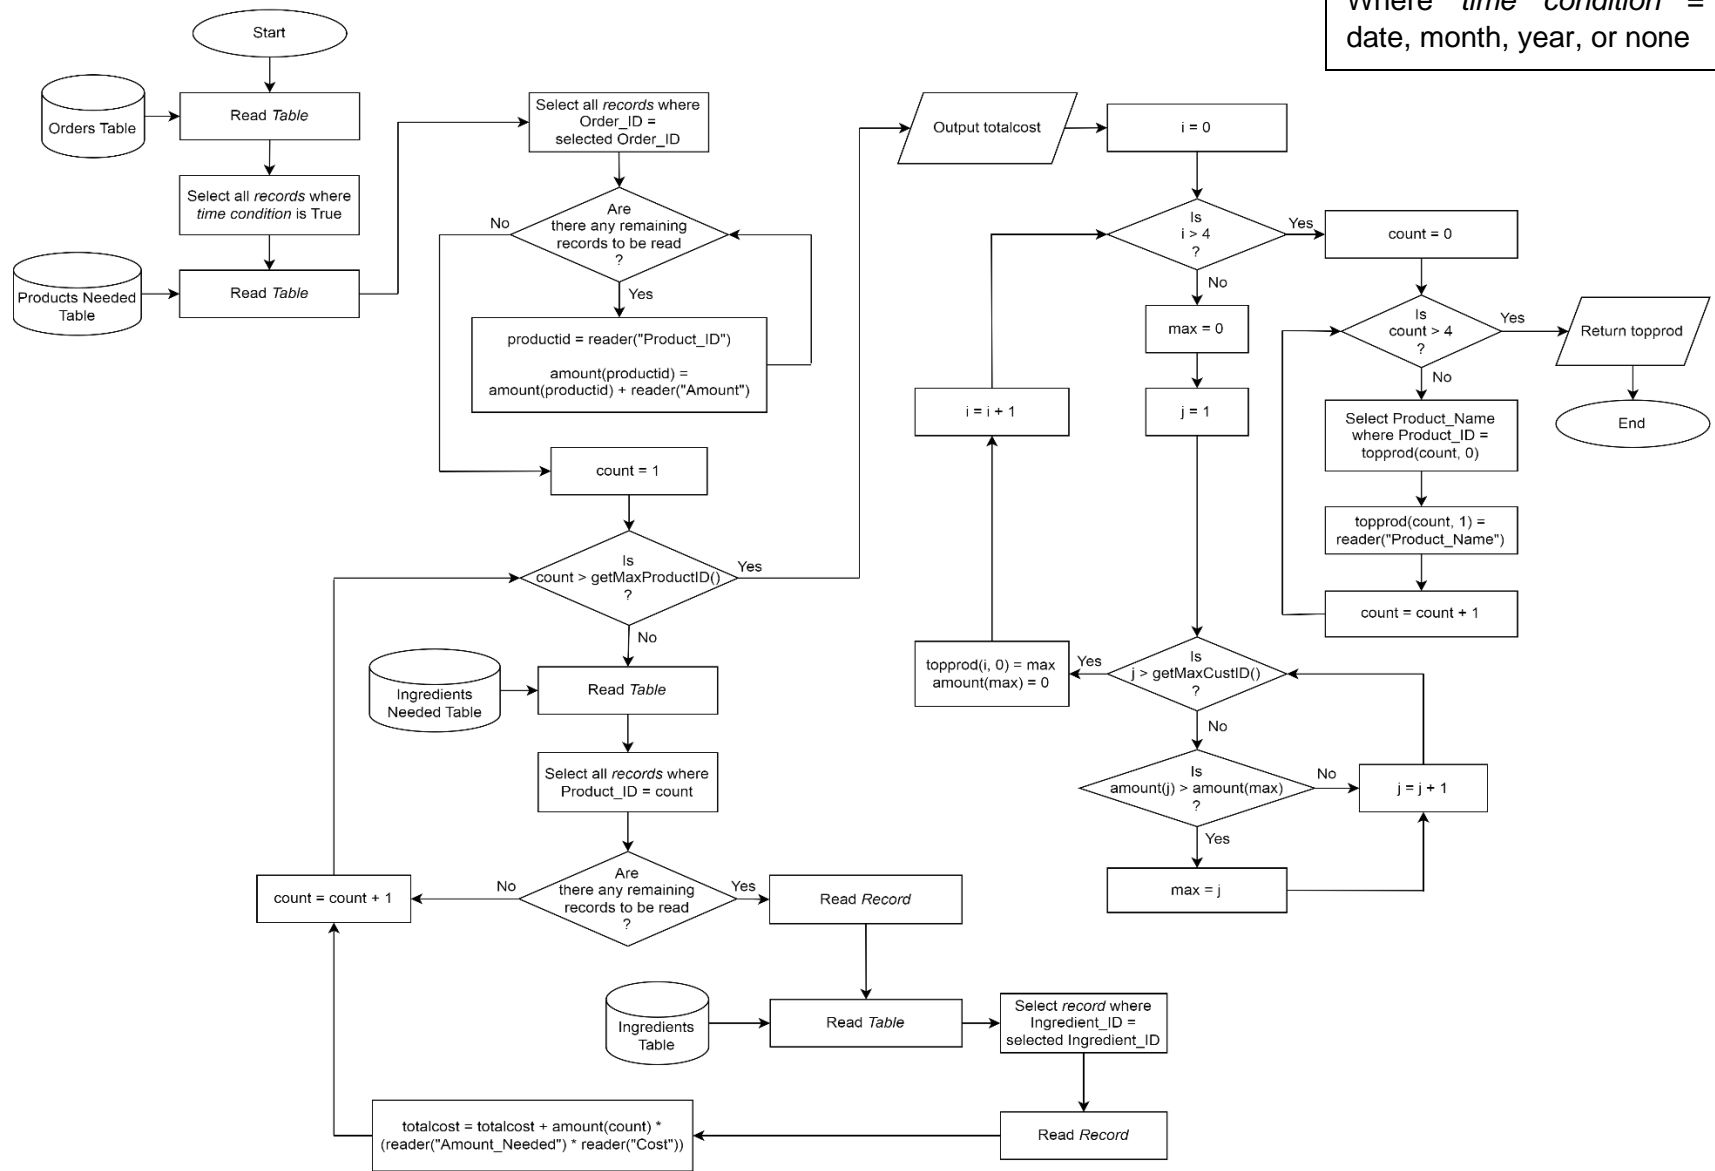 Where time condition =
date, month, year, or none
Start
Orders Table
Read Table
Select all records where
time condition is True
Products Needed
Table
Read Table
Select all records where
Order_ID =
selected Order_ID
Are
there any remaining
records to be read
?
No
Yes
productid = reader("Product_ID")
amount(productid) =
amount(productid) + reader("Amount")
count = 1
Is
count > getMaxProductID()
?
Yes
No
Ingredients
Needed Table
Read Table
Select all records where
Product_ID = count
Are
there any remaining
records to be read
?
No
Yes
count = count + 1
Read Record
Ingredients
Table
Read Table
Select record where
Ingredient_ID =
selected Ingredient_ID
Read Record
totalcost = totalcost + amount(count) *
(reader("Amount_Needed") * reader("Cost"))
Output totalcost
i = 0
Is
i > 4
?
Yes
No
max = 0
j = 1
i = i + 1
topprod(i, 0) = max
amount(max) = 0
Yes
Is
j > getMaxCustID()
?
No
Is
amount(j) > amount(max)
?
No
Yes
j = j + 1
max = j
count = 0
Is
count > 4
?
Yes
No
Return topprod
End
Select Product_Name
where Product_ID =
topprod(count, 0)
topprod(count, 1) =
reader("Product_Name")
count = count + 1